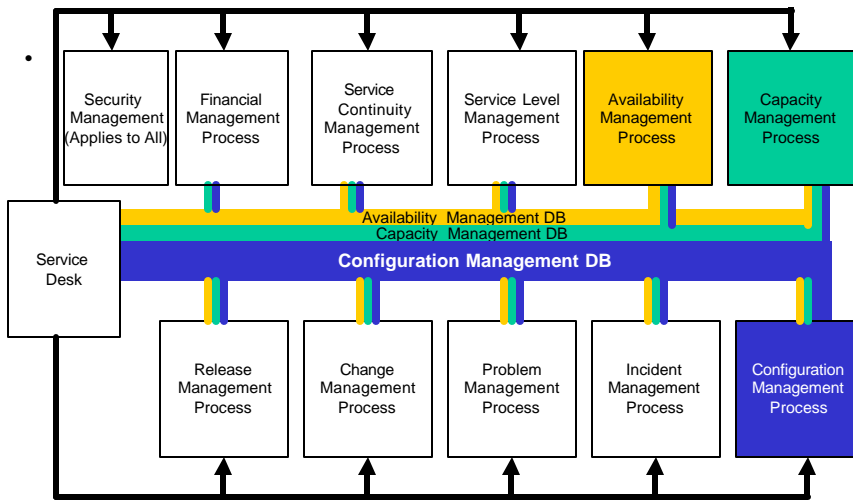 •
Security
Management
(Applies to All)
Financial
Management
Process
Service
Continuity
Management
Process
Service Level
Management
Process
Availability
Management
Process
Capacity
Management
Process
Service
Desk
Availability Management DB
Capacity Management DB
Configuration Management DB
Release
Management
Process
Change
Management
Process
Problem
Management
Process
Incident
Management
Process
Configuration
Management
Process